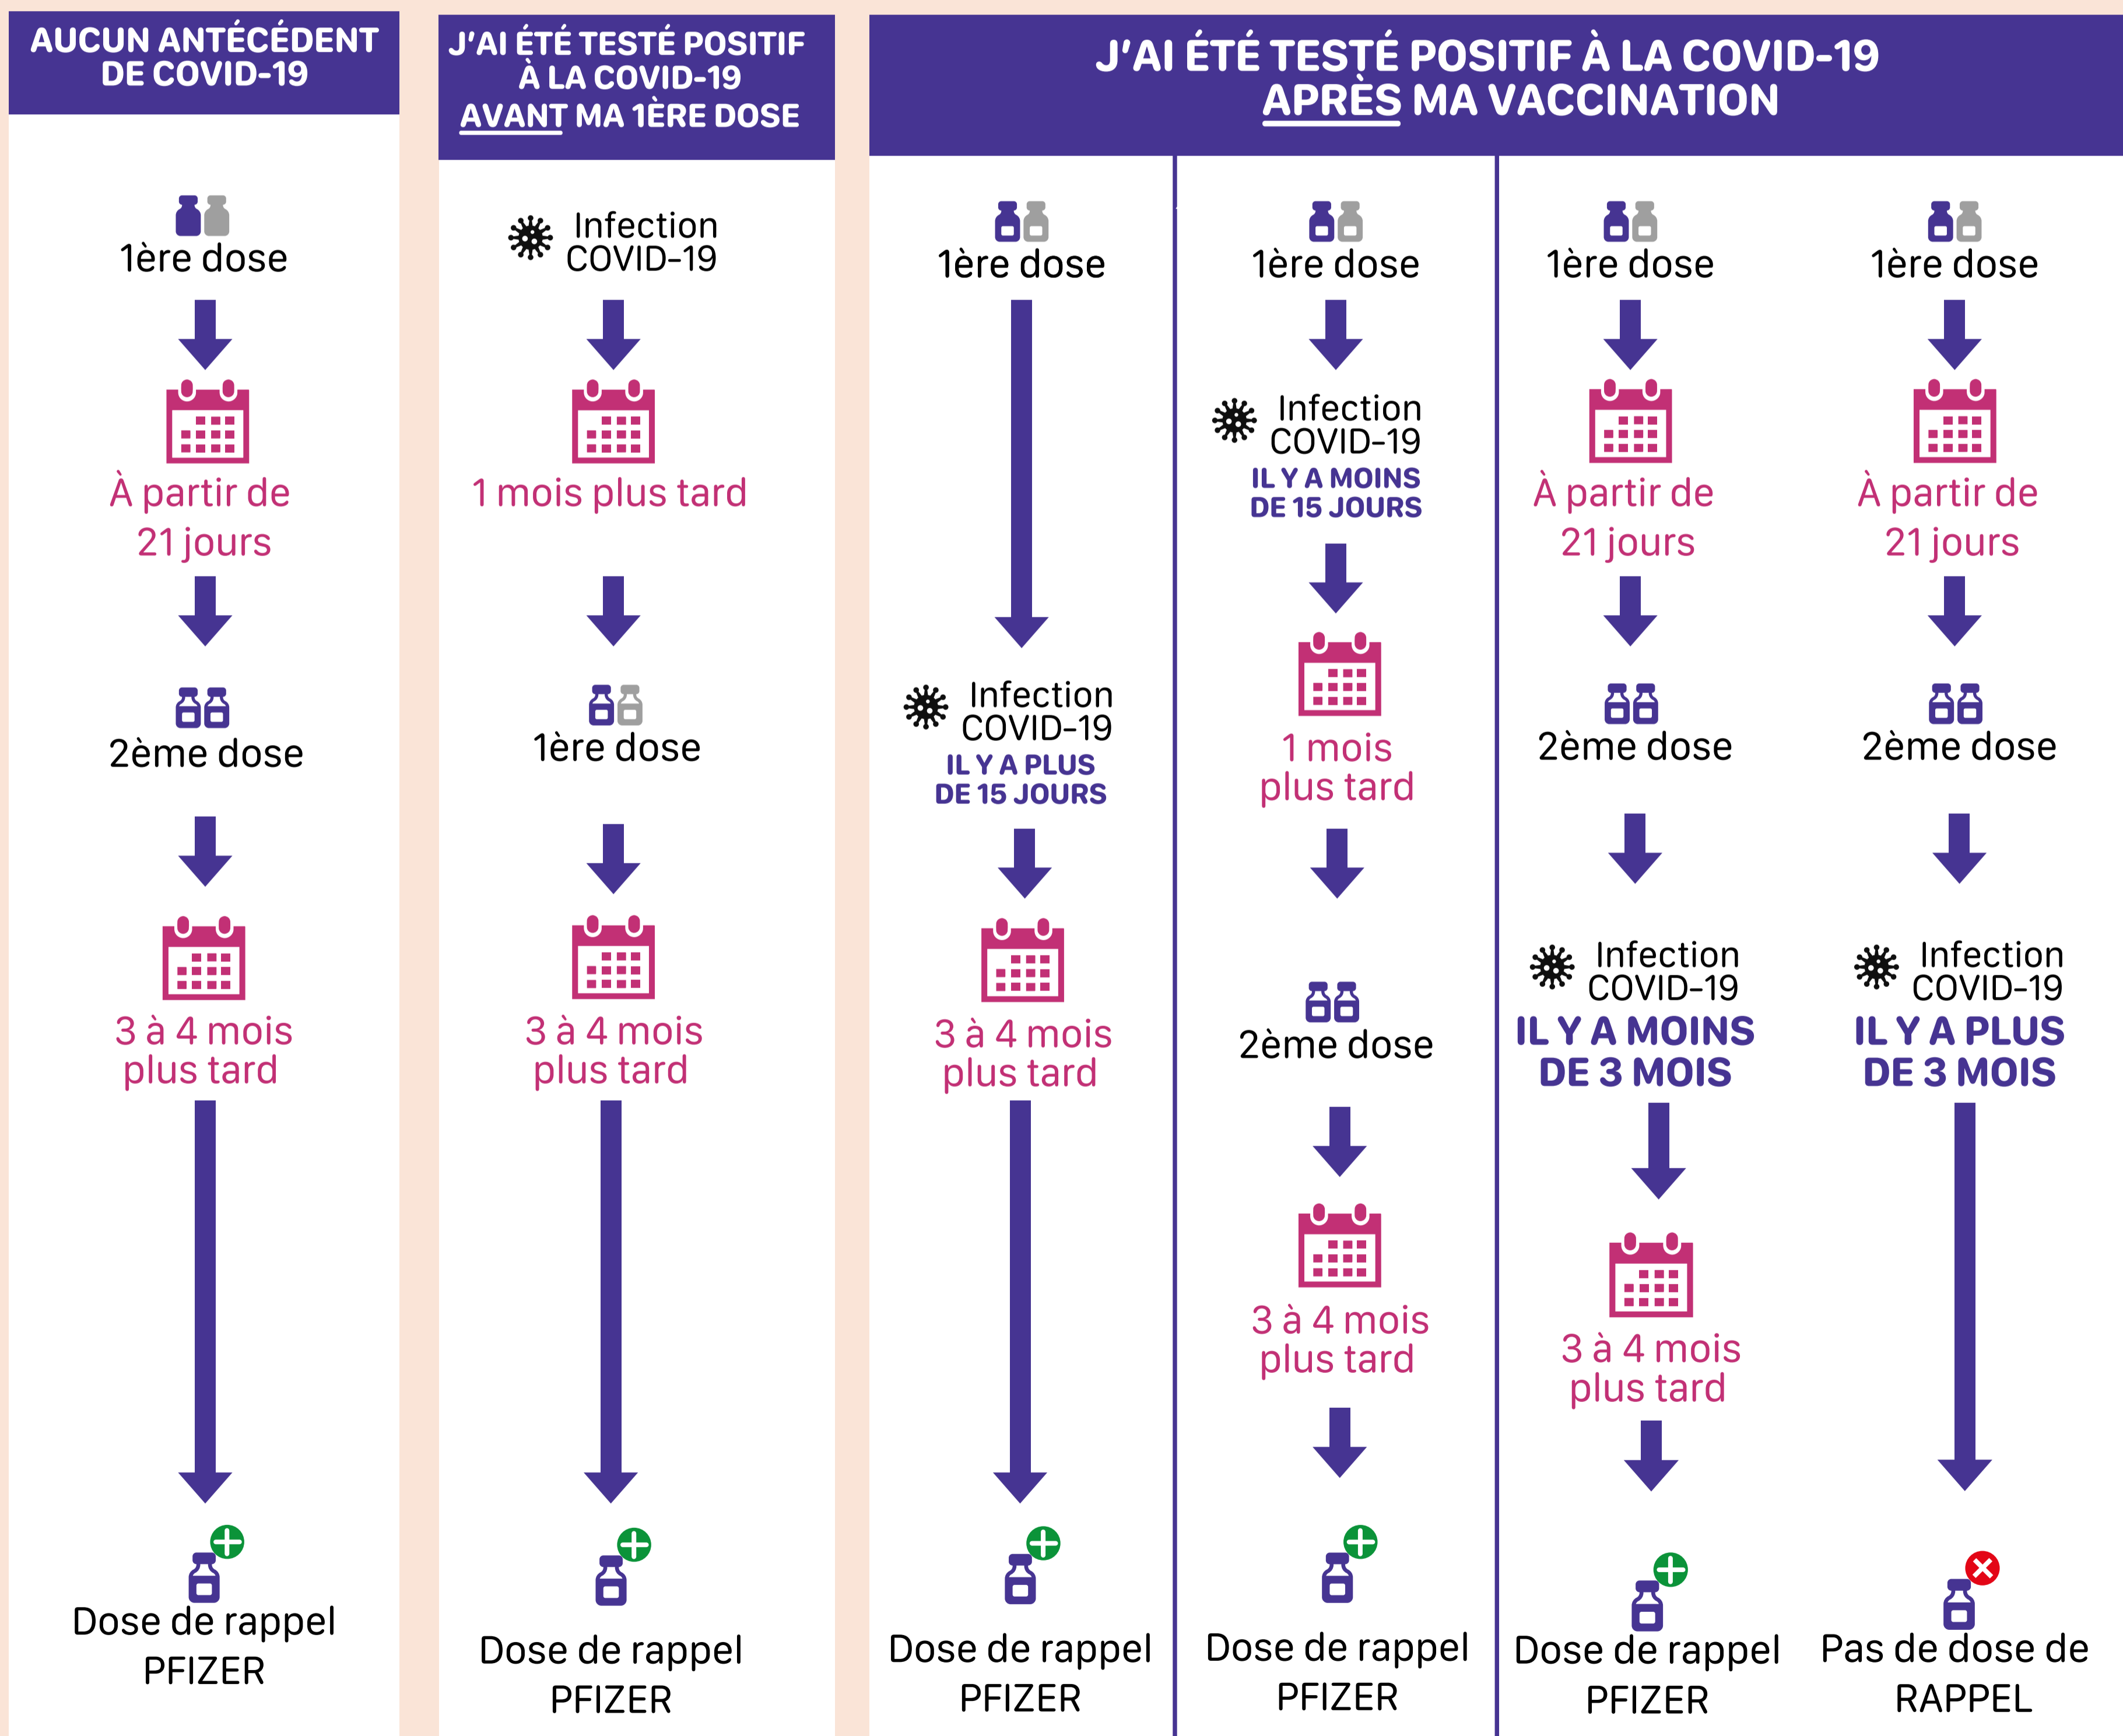 AUCUN ANTÉCÉDENT
DE COVID-19
1ère dose
À partir de
21 jours
2ème dose
3 à 4 mois
plus tard
Dose de rappel
PFIZER
J'AI ÉTÉ TESTÉ POSITIF
À LA COVID-19
AVANT MA 1ÈRE DOSE
Infection
COVID-19
1 mois plus tard
1ère dose
3 à 4 mois
plus tard
Dose de rappel
PFIZER
J'AI ÉTÉ TESTÉ POSITIF À LA COVID-19
APRÈS MA VACCINATION
1ère dose
Infection
COVID-19
IL Y A PLUS
DE 15 JOURS
3 à 4 mois
plus tard
Dose de rappel
PFIZER
1ère dose
Infection
COVID-19
IL Y A MOINS
DE 15 JOURS
1 mois
plus tard
2ème dose
3 à 4 mois
plus tard
Dose de rappel
PFIZER
1ère dose
À partir de
21 jours
2ème dose
Infection
COVID-19
IL Y A MOINS
DE 3 MOIS
3 à 4 mois
plus tard
Dose de rappel
PFIZER
1ère dose
À partir de
21 jours
2ème dose
Infection
COVID-19
IL Y A PLUS
DE 3 MOIS
Pas de dose de
RAPPEL